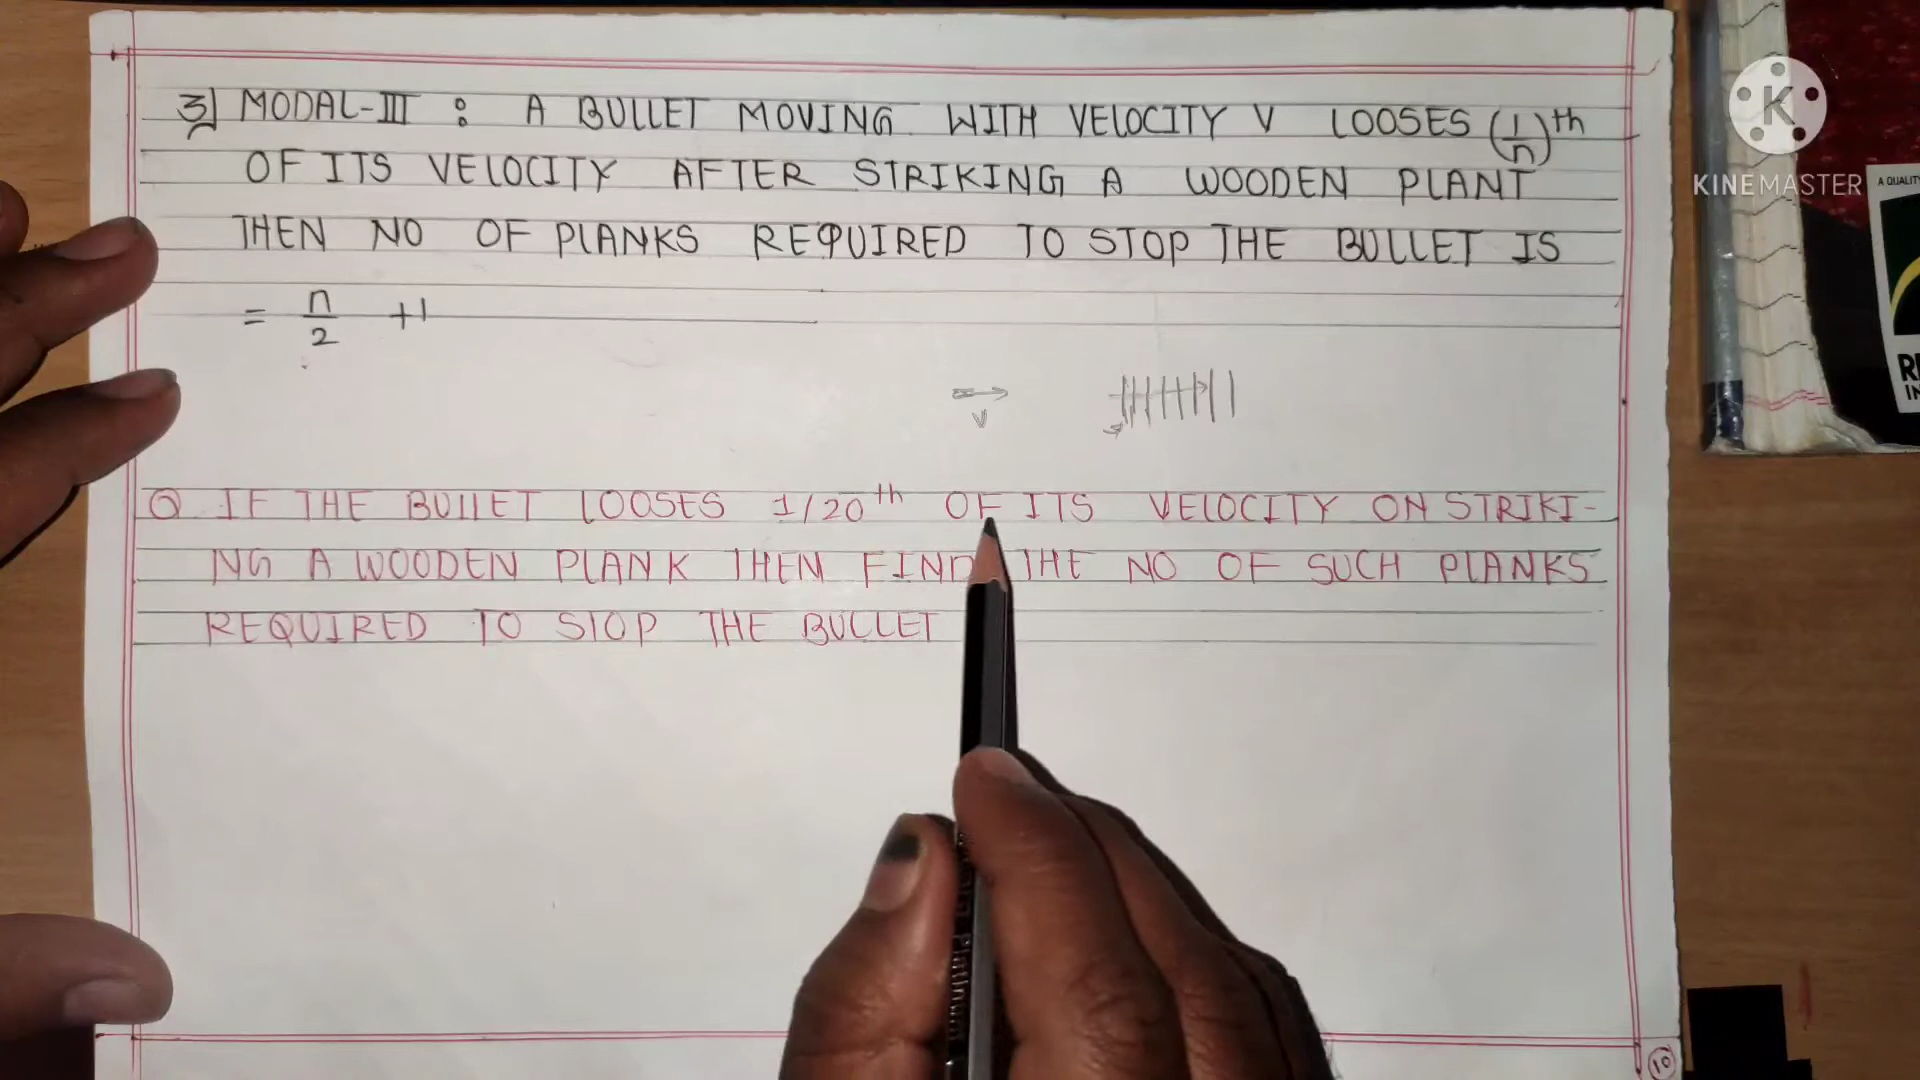 3) MODAL-III : A BULLET MOVING WITH VELOCITY V LOOSES (1/n)th
OF ITS VELOCITY AFTER STRIKING A WOODEN PLANT
THEN NO OF PLANKS REQUIRED TO STOP THE BULLET IS
= n/2 +1
V
Q IF THE BULLET LOOSES 1/20th OF ITS VELOCITY ON STRIKI-
NG A WOODEN PLANK THEN FIND THE NO OF SUCH PLANKS
REQUIRED TO STOP THE BULLET
10
K
KINEMASTER
A QUALITY